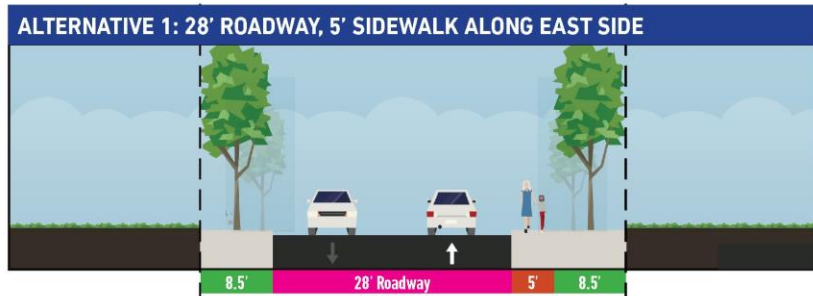 ALTERNATIVE 1: 28’ ROADWAY, 5’ SIDEWALK ALONG EAST SIDE
8.5’ 28’ Roadway 5’ 8.5’